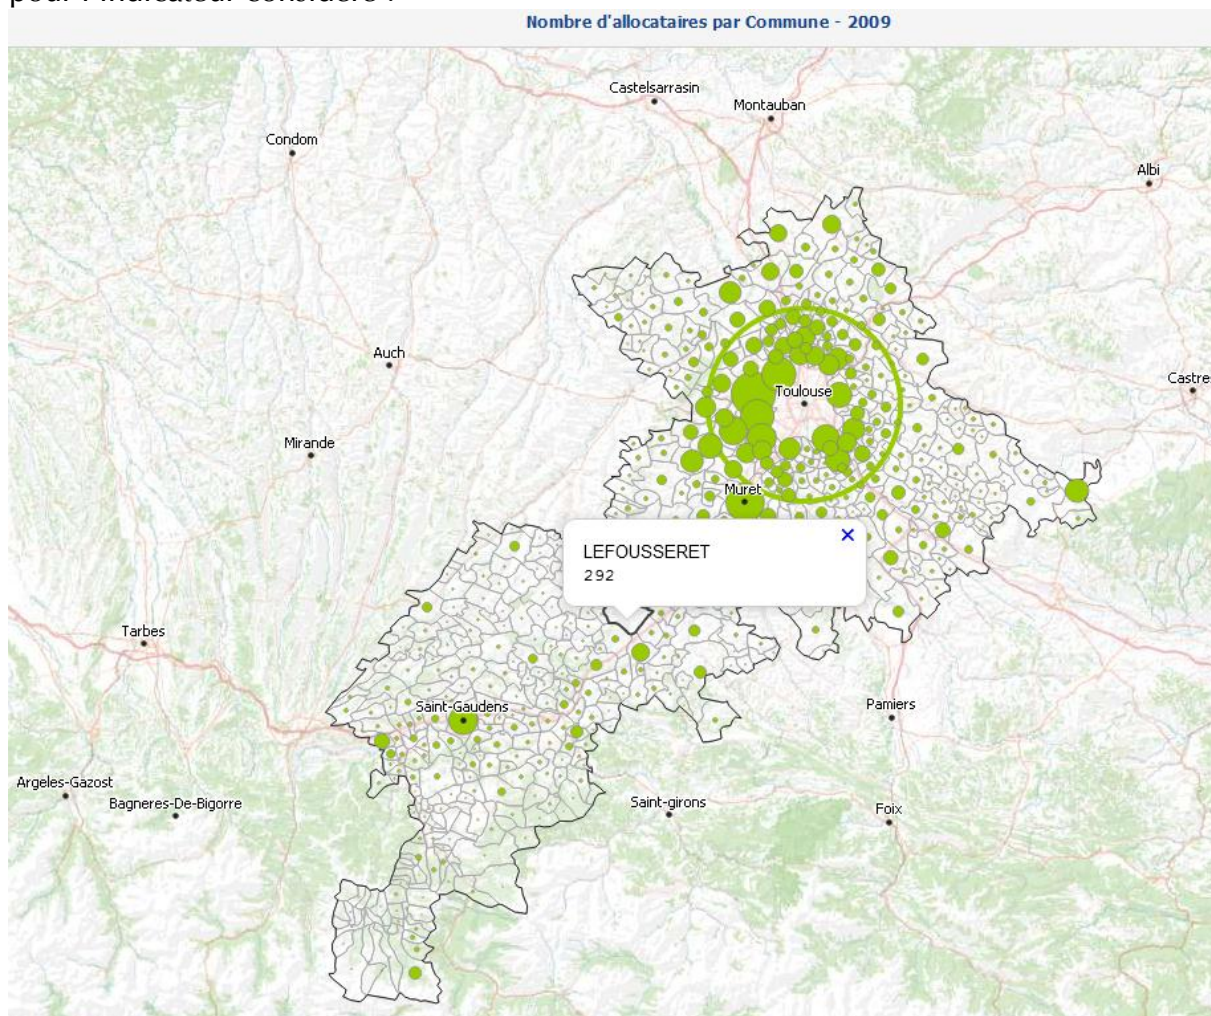 pour l'indicateur considéré :
Nombre d'allocataires par Commune - 2009
Castelsarrasin
Montauban
Condom
Albi
Auch
Castre
Toulouse
Mirande
Muret
LEFOUSSERET
292
Tarbes
Saint-Gaudens
Pamiers
Argeles-Gazost
Bagneres-De-Bigorre
Saint-girons
Foix